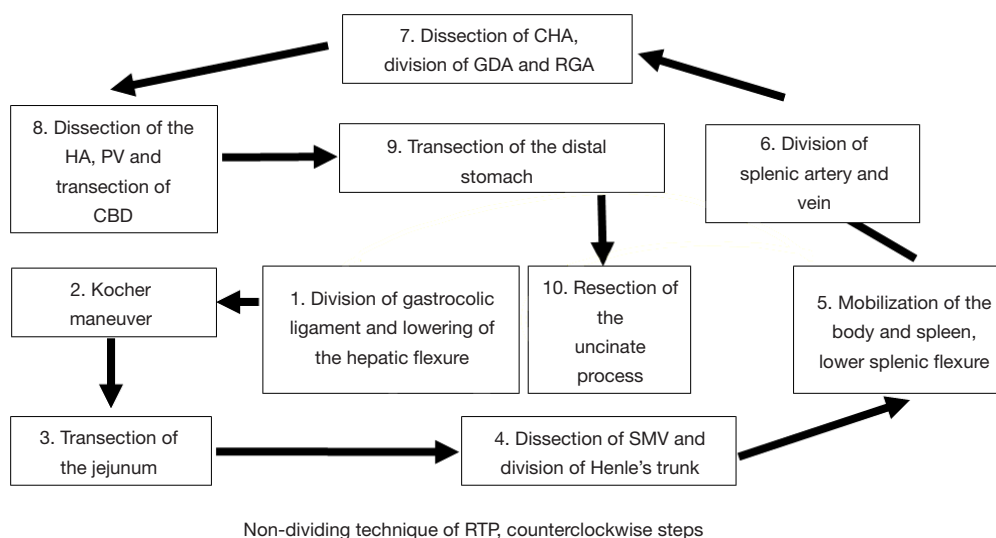 7. Dissection of CHA,
division of GDA and RGA
8. Dissection of the
HA, PV and
transection of
CBD
9. Transection of the distal
stomach
6. Division of
splenic artery and
vein
2. Kocher
maneuver
1. Division of gastrocolic
ligament and lowering of
the hepatic flexure
10. Resection of
the
uncinate
process
5. Mobilization of the
body and spleen,
lower splenic flexure
3. Transection of
the jejunum
4. Dissection of SMV and
division of Henle’s trunk
Non-dividing technique of RTP, counterclockwise steps